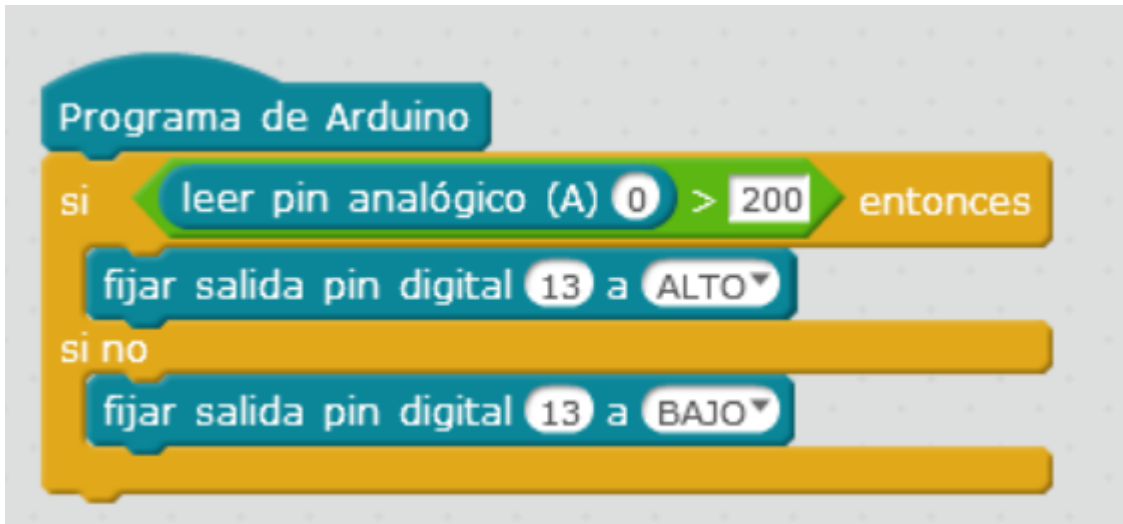 Programa de Arduino
si leer pin analógico (A) 0 > 200 entonces
fijar salida pin digital 13 a ALTO
si no
fijar salida pin digital 13 a BAJO